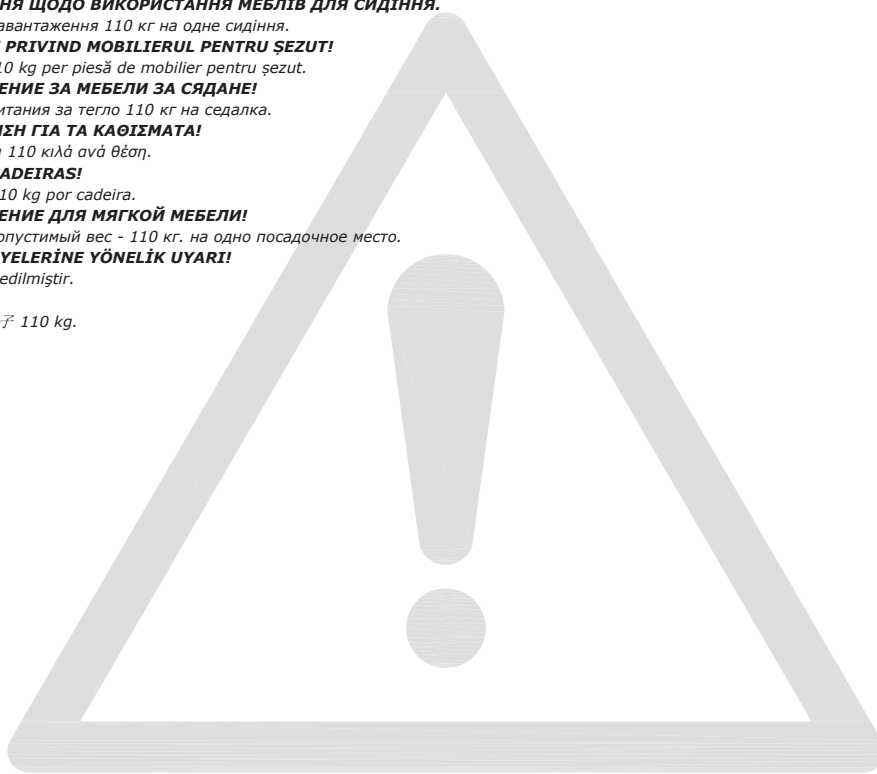 НЯ ЩОДО ВИКОРИСТАННЯ МЕБЛІВ ДЛЯ СИДІННЯ.
авантаження 110 кг на одне сидіння.
PRIVIND MOBILIERUL PENTRU ȘEZUT!
10 kg per piesă de mobilier pentru șezut.
ЕНИЕ ЗА МЕБЕЛИ ЗА СЯДАНЕ!
итания за тегло 110 кг на седалка.
ΣΗ ΓΙΑ ΤΑ ΚΑΘΙΣΜΑΤΑ!
110 κιλά ανά θέση.
ADEIRAS!
10 kg por cadeira.
ЕНИЕ ДЛЯ МЯГКОЙ МЕБЕЛИ!
опустимый вес - 110 кг. на одно посадочное место.
YELERİNE YÖNELİK UYARI!
edilmiştir.
子 110 kg.